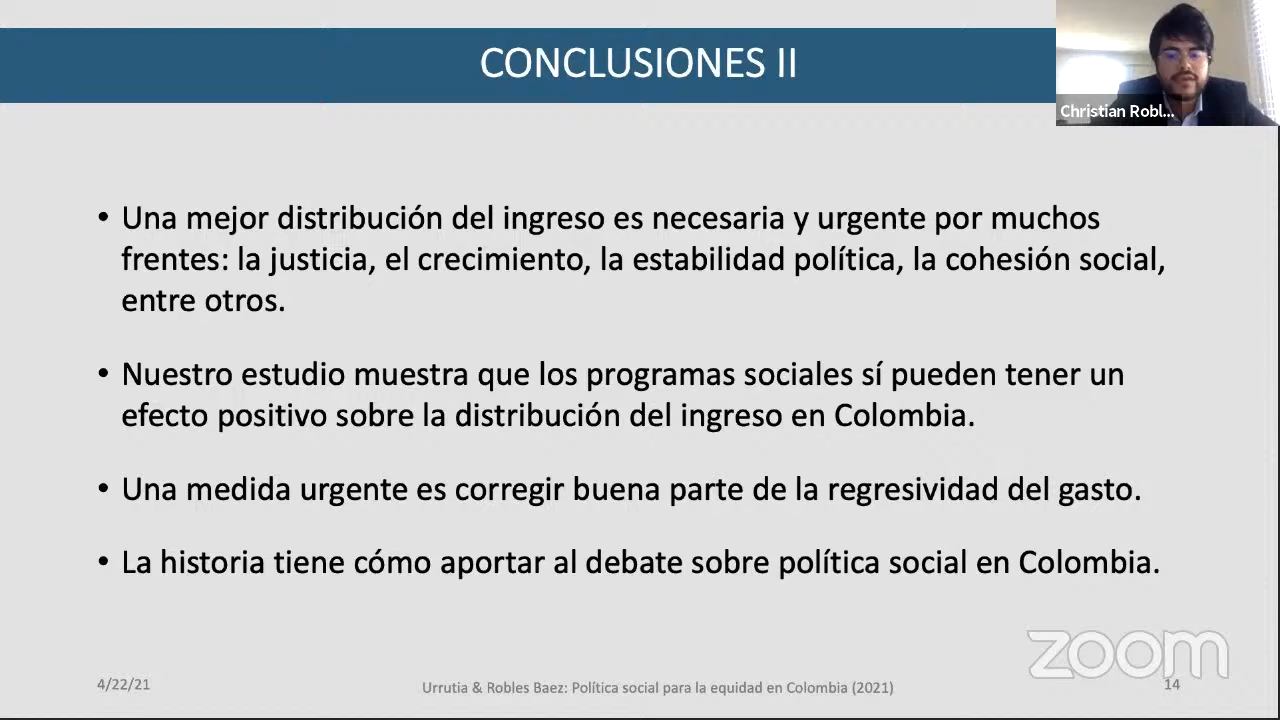 CONCLUSIONES II
Christian Robl...
• Una mejor distribución del ingreso es necesaria y urgente por muchos
frentes: la justicia, el crecimiento, la estabilidad política, la cohesión social,
entre otros.
• Nuestro estudio muestra que los programas sociales sí pueden tener un
efecto positivo sobre la distribución del ingreso en Colombia.
• Una medida urgente es corregir buena parte de la regresividad del gasto.
• La historia tiene cómo aportar al debate sobre política social en Colombia.
zoom
4/22/21
Urrutia & Robles Baez: Política social para la equidad en Colombia (2021)
14